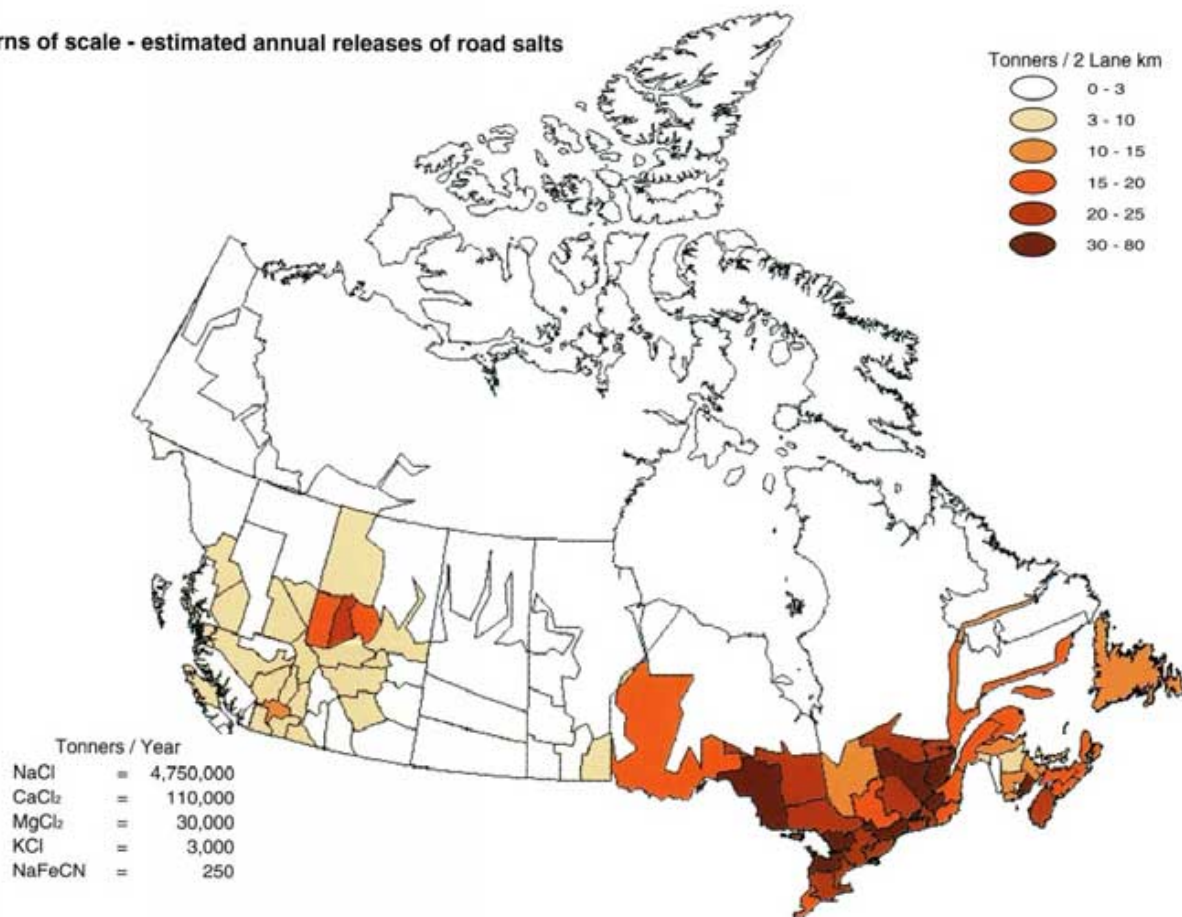 rns of scale - estimated annual releases of road salts
Tonners / 2 Lane km
0 - 3
3 - 10
10 - 15
15 - 20
20 - 25
30 - 80
Tonners / Year
NaCl = 4,750,000
CaCl₂ = 110,000
MgCl₂ = 30,000
KCl = 3,000
NaFeCN = 250